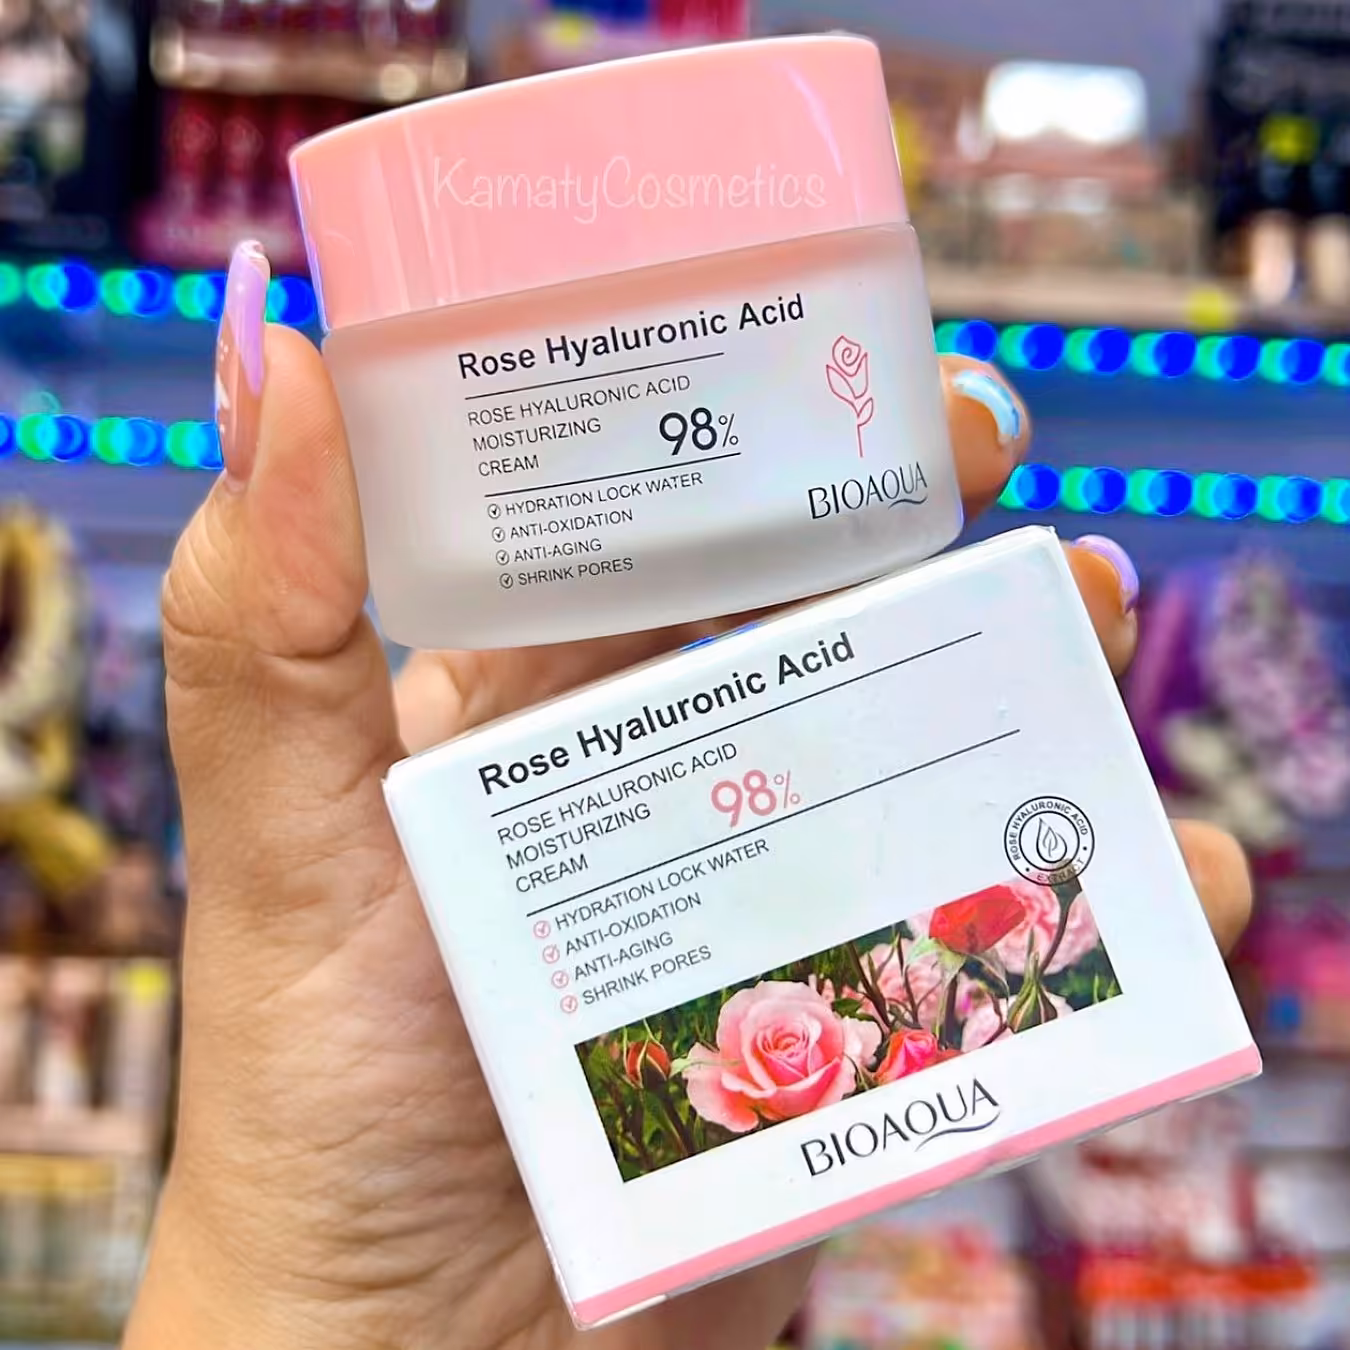 KamatyCosmetics
Rose Hyaluronic Acid
ROSE HYALURONIC ACID
MOISTURIZING
CREAM
98%
HYDRATION LOCK WATER
ANTI-OXIDATION
ANTI-AGING
SHRINK PORES
BIOAQUA
Rose Hyaluronic Acid
ROSE HYALURONIC ACID
MOISTURIZING
CREAM
98%
HYDRATION LOCK WATER
ANTI-OXIDATION
ANTI-AGING
SHRINK PORES
ROSE HYALURONIC ACID
EXTRACT
BIOAQUA